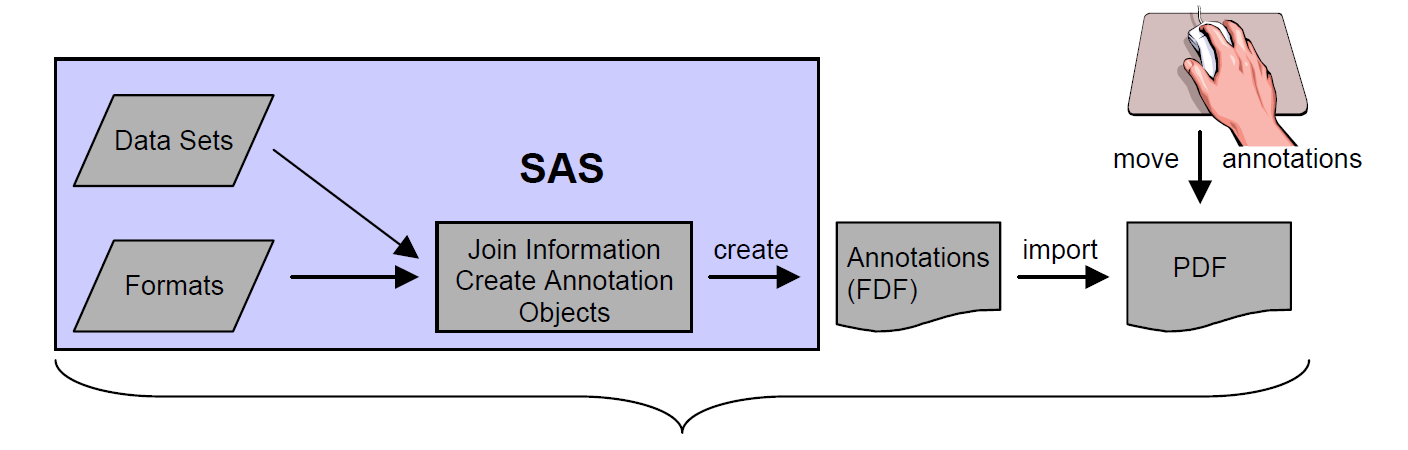 Data Sets
SAS
Formats
Join Information
Create Annotation
Objects
create
Annotations
(FDF)
import
PDF
move annotations